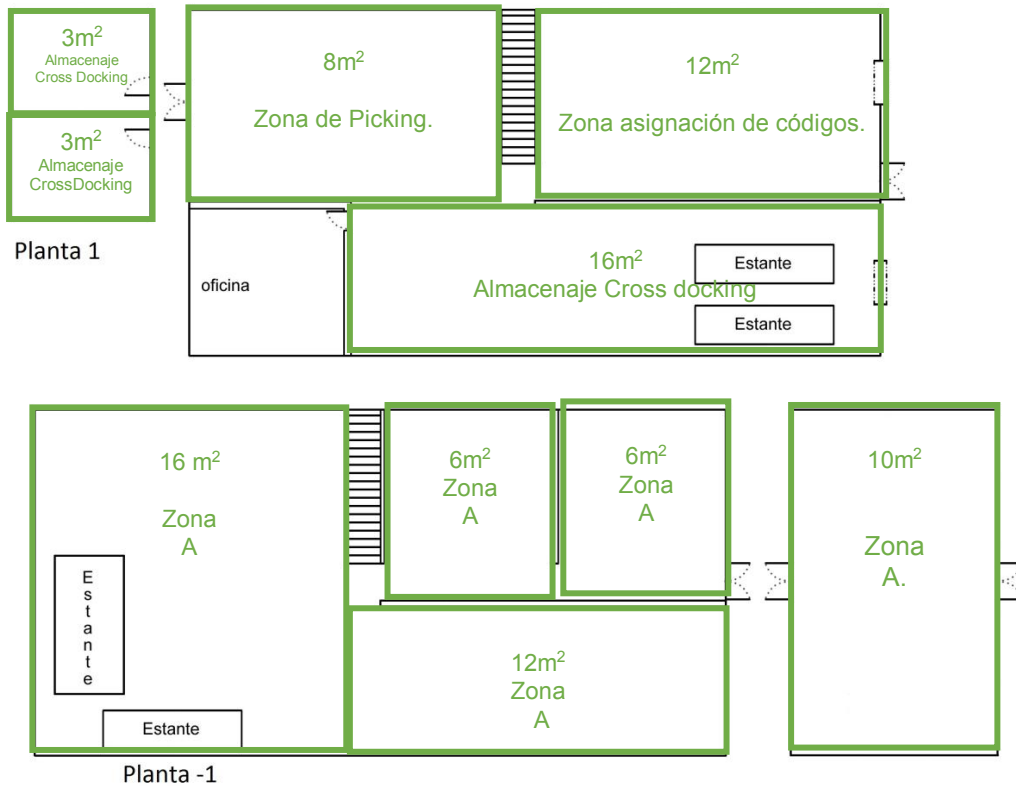 3m²
Almacenaje
Cross Docking
3m²
Almacenaje
CrossDocking
Planta 1
8m²
Zona de Picking.
12m²
Zona asignación de códigos.
oficina
16m²
Almacenaje Cross docking
Estante
Estante
16 m²
Zona
A
Estante
Estante
6m²
Zona
A
6m²
Zona
A
12m²
Zona
A
10m²
Zona
A.
Planta -1